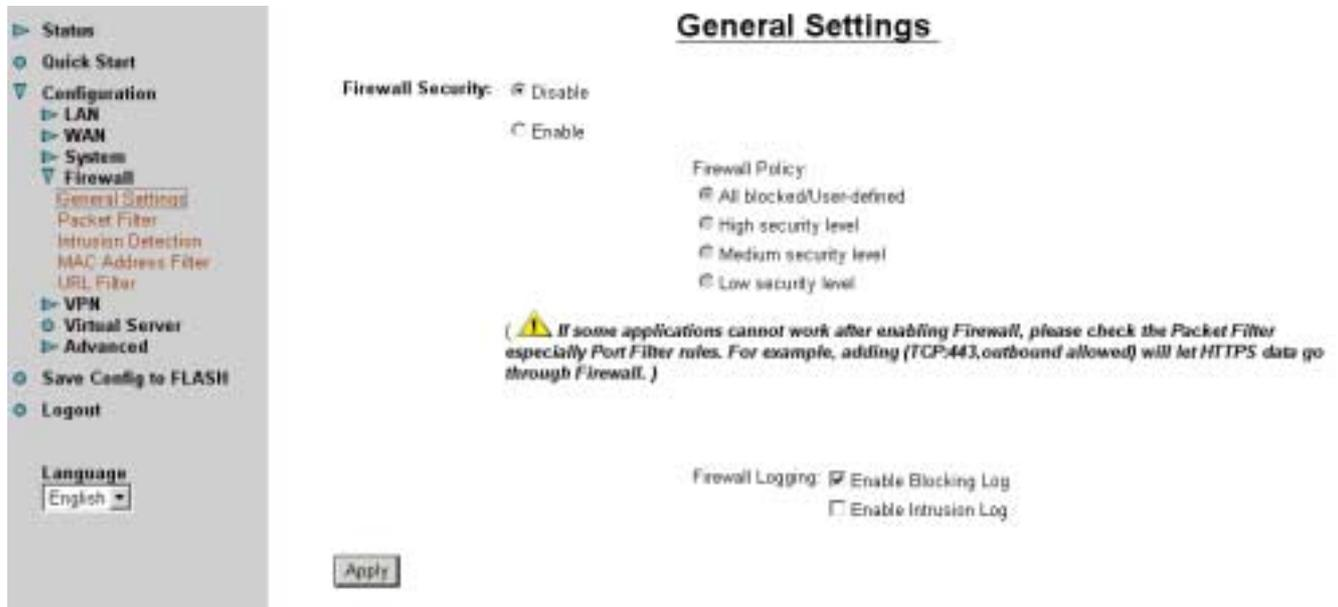 Status
Quick Start
Configuration
LAN
WAN
System
Firewall
General Settings
Packet Filter
Intrusion Detection
MAC Address Filter
URL Filter
VPN
Virtual Server
Advanced
Save Config to FLASH
Logout
Language
English
General Settings
Firewall Security: Disable
Enable
Firewall Policy:
All blocked/User-defined
High security level
Medium security level
Low security level
( If some applications cannot work after enabling Firewall, please check the Packet Filter
especially Port Filter rules. For example, adding (TCP:443,outbound allowed) will let HTTPS data go
through Firewall. )
Firewall Logging: Enable Blocking Log
Enable Intrusion Log
Apply